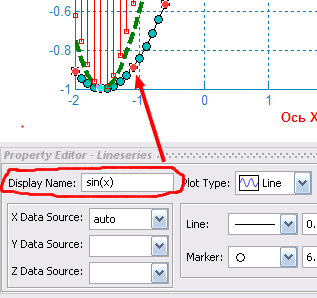 -0.6
-0.8
-1
-2 -1 0 1
Ось X
Property Editor - Lineseries
Display Name: sin(x) Plot Type: Line
X Data Source: auto Line: 0.
Y Data Source: Marker: 6.
Z Data Source: